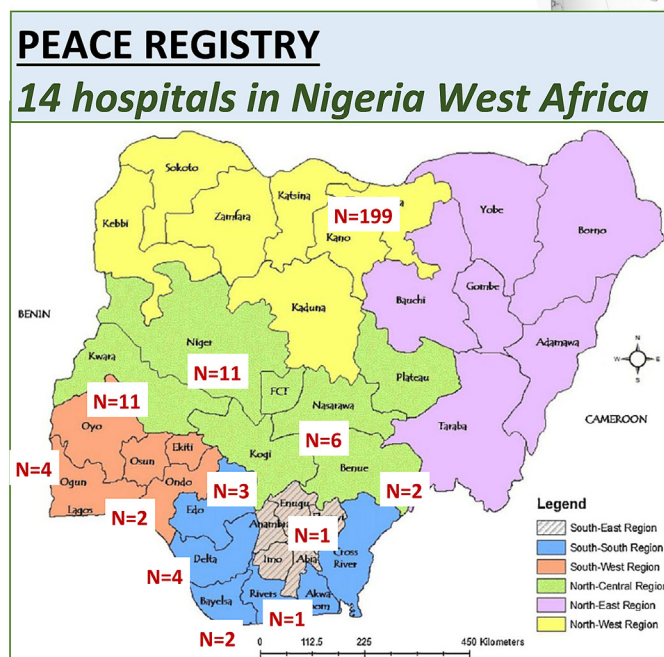 PEACE REGISTRY
14 hospitals in Nigeria West Africa
Sokoto
Katsina
Kebbi
Zamfara
N=199
Kano
Yobe
Borno
Kaduna
Bauchi
Gombe
Adamawa
BENIN
Niger
Kwara
N=11
FCT
Plateau
Nasarawa
N=11
Taraba
CAMEROON
Oyo
N=6
Kogi
Benue
Ekiti
Osun
N=4
Ogun
Ondo
N=3
N=2
Lagos
N=2
Edo
Enugu
N=1
Imo
Abia
Cross
River
Delta
N=4
Bayelsa
Rivers
Akwa
N=1
N=2
N
W
E
S
Legend
South-East Region
South-South Region
South-West Region
North-Central Region
North-East Region
North-West Region
0 112.5 225 450 Kilometers